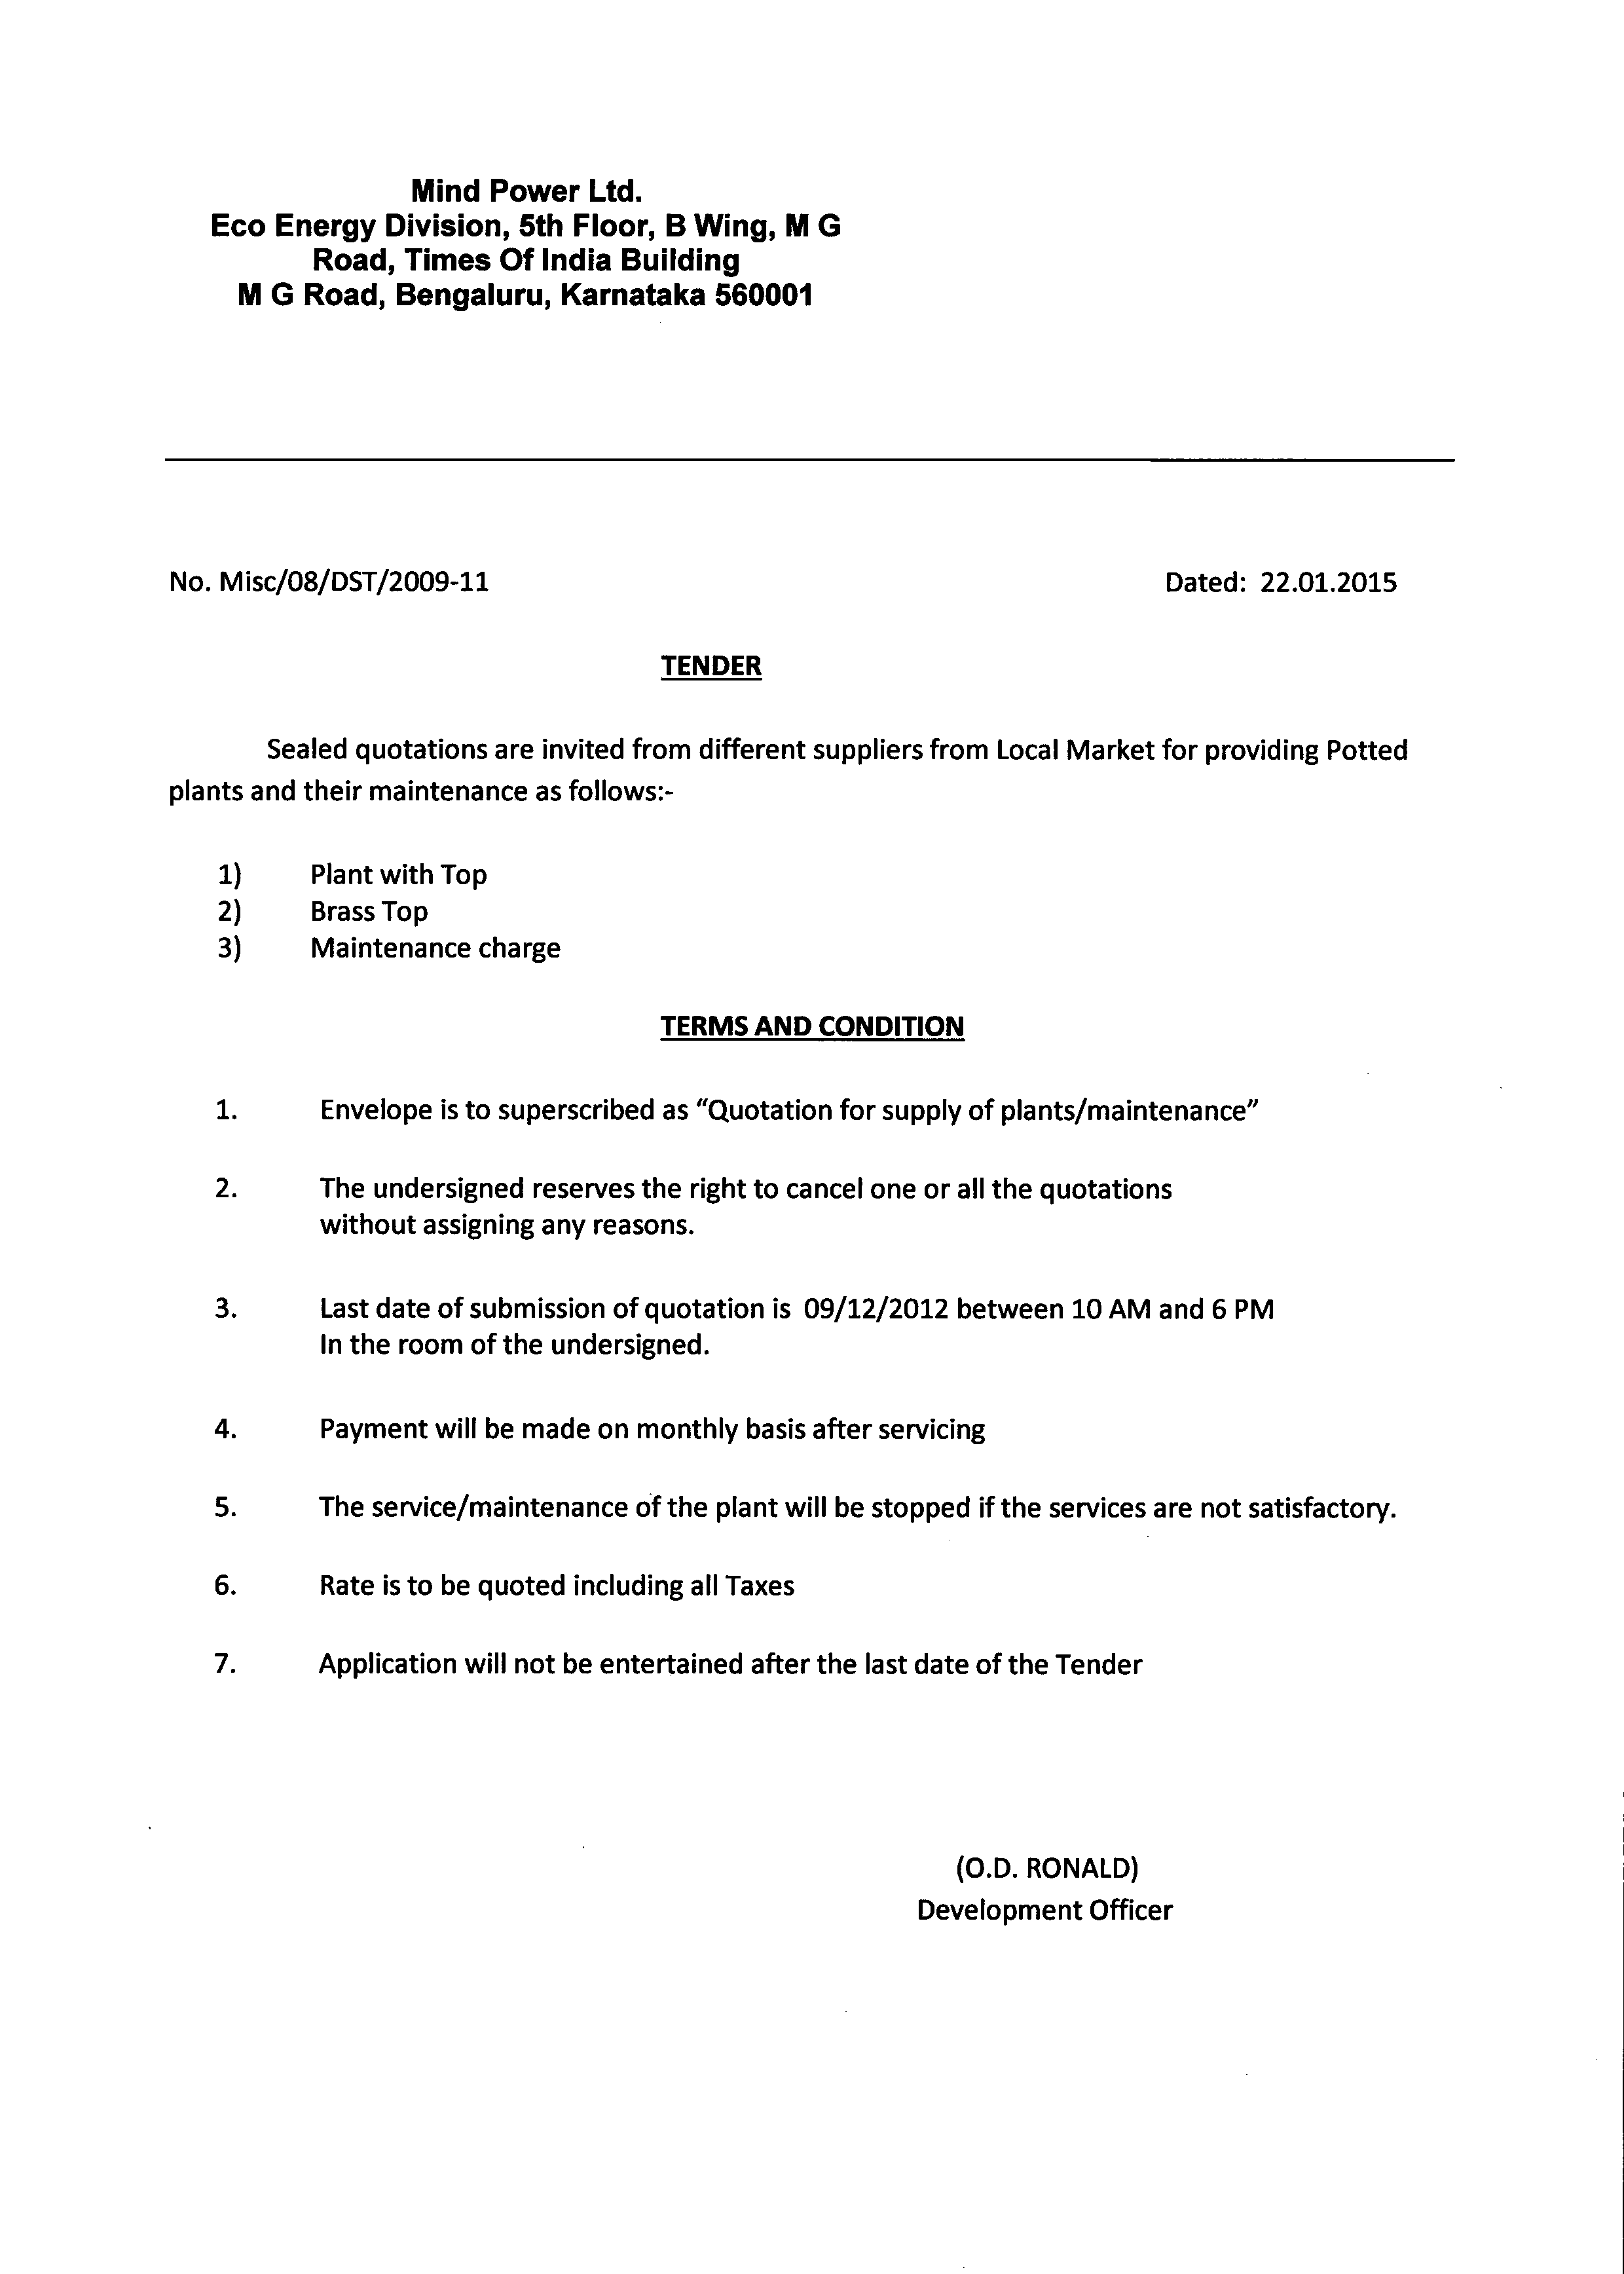 Mind Power Ltd.
Eco Energy Division, 5th Floor, B Wing, M G
Road, Times Of India Building
M G Road, Bengaluru, Karnataka 560001
No. Misc/08/DST/2009-11 Dated: 22.01.2015
TENDER
Sealed quotations are invited from different suppliers from Local Market for providing Potted
plants and their maintenance as follows:-
1) Plant with Top
2) Brass Top
3) Maintenance charge
TERMS AND CONDITION
1. Envelope is to superscribed as “Quotation for supply of plants/maintenance”
2. The undersigned reserves the right to cancel one or all the quotations
without assigning any reasons.
3. Last date of submission of quotation is 09/12/2012 between 10 AM and 6 PM
In the room of the undersigned.
4. Payment will be made on monthly basis after servicing
5. The service/maintenance of the plant will be stopped if the services are not satisfactory.
6. Rate is to be quoted including all Taxes
7. Application will not be entertained after the last date of the Tender
(O.D. RONALD)
Development Officer